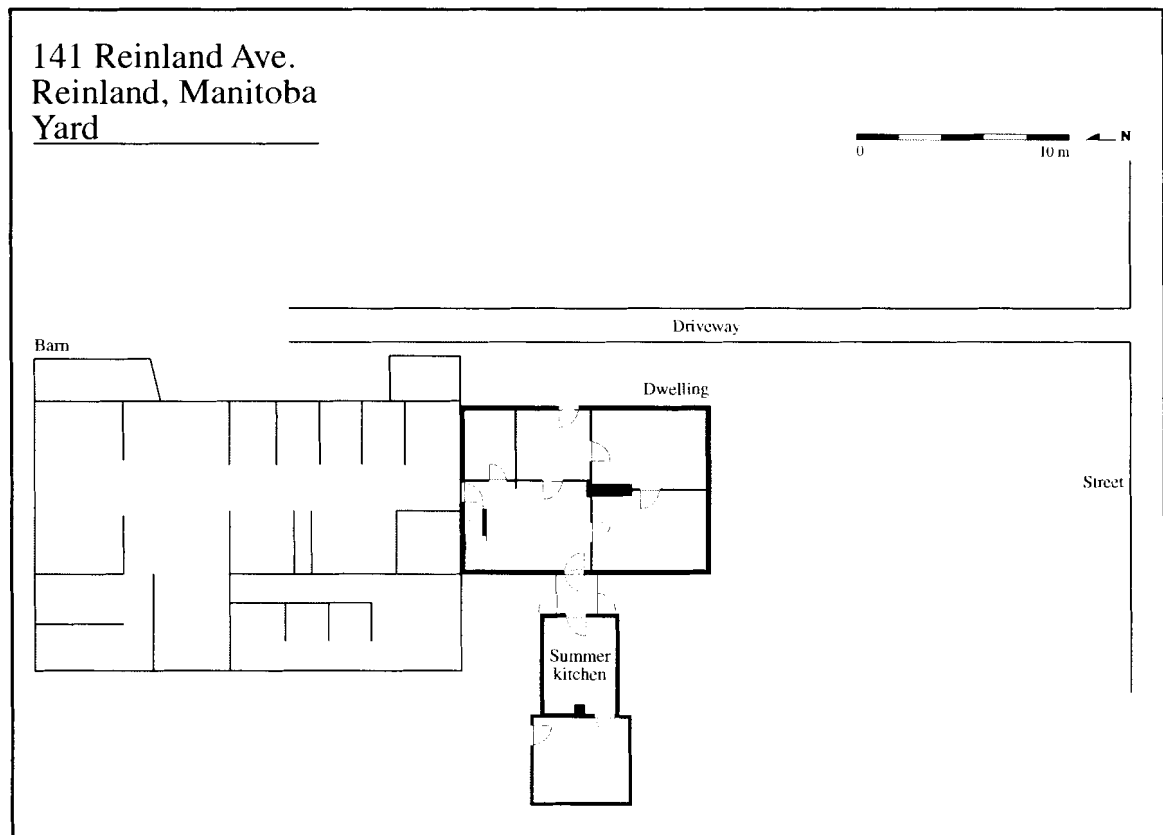 141 Reinland Ave.
Reinland, Manitoba
Yard
N
0 10 m
Driveway
Barn
Dwelling
Street
Summer
kitchen